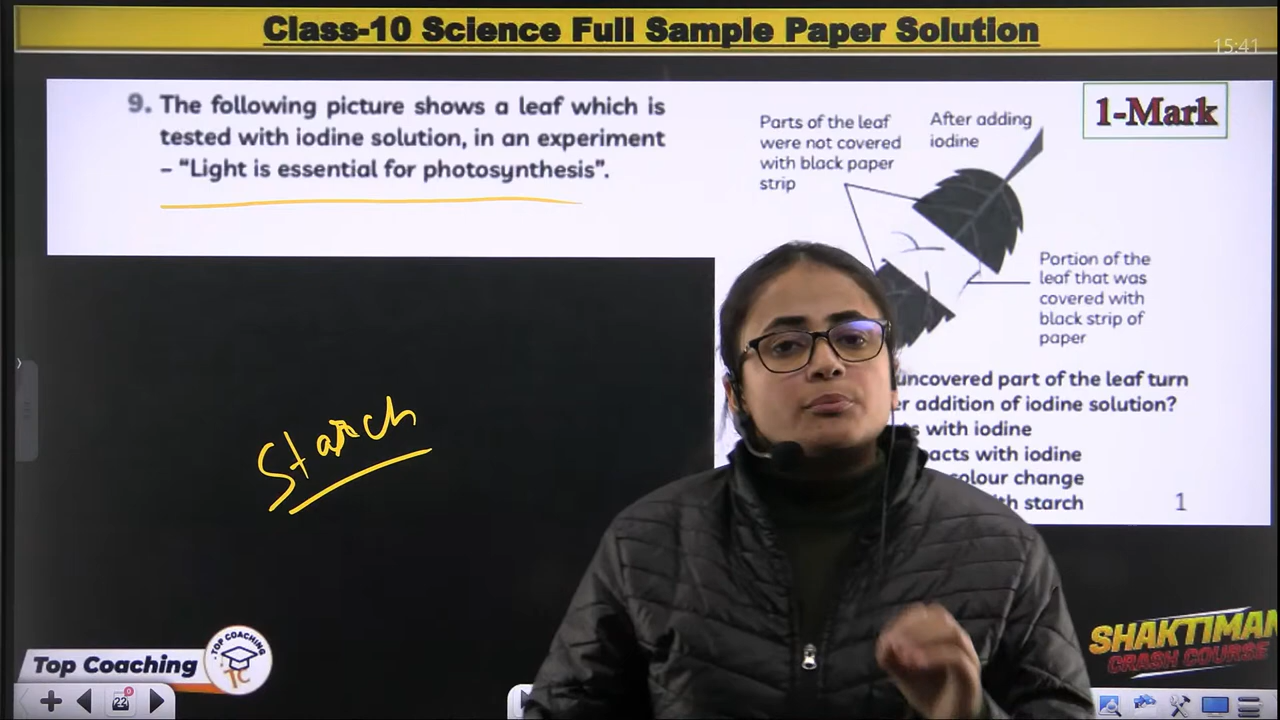 Class-10 Science Full Sample Paper Solution
15:41
9. The following picture shows a leaf which is
tested with iodine solution, in an experiment
– “Light is essential for photosynthesis”.
1-Mark
Parts of the leaf
were not covered
with black paper
strip
After adding
iodine
Portion of the
leaf that was
covered with
black strip of
paper
uncovered part of the leaf turn
addition of iodine solution?
with iodine
with iodine
colour change
starch
1
Starch
Top Coaching
TOP COACHING
TC
SHAKTIMAN
CRASH COURSE